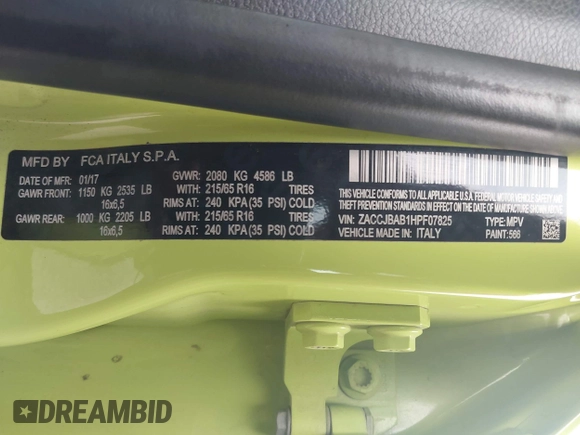 MFD BY FCA ITALY S.P.A.
DATE OF MFR: 01/17 GVWR: 2080 KG 4586 LB
GAWR FRONT: 1150 KG 2535 LB WITH: 215/65 R16
16x6,5 RIMS AT: 240 KPA(35 PSI) COLD
GAWR REAR: 1000 KG 2205 LB WITH: 215/65 R16
16x6,5 RIMS AT: 240 KPA(35 PSI) COLD
THIS VEHICLE CONFORMS TO ALL APPLICABLE
U.S.A. FEDERAL MOTOR VEHICLE SAFETY, BUMPER,
AND THEFT PREVENTION STANDARDS IN EFFECT ON
THE DATE OF MANUFACTURE SHOWN ABOVE.
VIN: ZACCJBAB1HPF07825 TYPE: MPV
VEHICLE MADE IN: ITALY PAINT: 566
DREAMBID